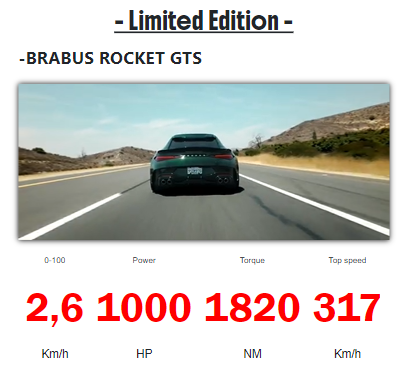 - Limited Edition -
-BRABUS ROCKET GTS
0-100 Power Torque Top speed
2,6 1000 1820 317
Km/h HP NM Km/h